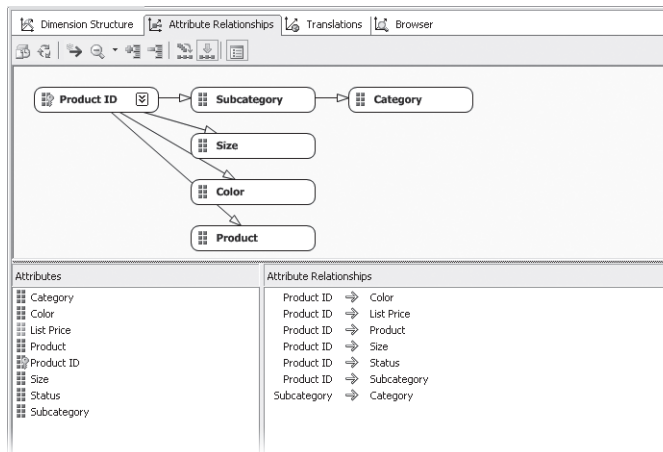 Dimension Structure Attribute Relationships Translations Browser
Product ID Subcategory Category
Size
Color
Product
Attributes
Category
Color
List Price
Product
Product ID
Size
Status
Subcategory
Attribute Relationships
Product ID Color
Product ID List Price
Product ID Product
Product ID Size
Product ID Status
Product ID Subcategory
Subcategory Category